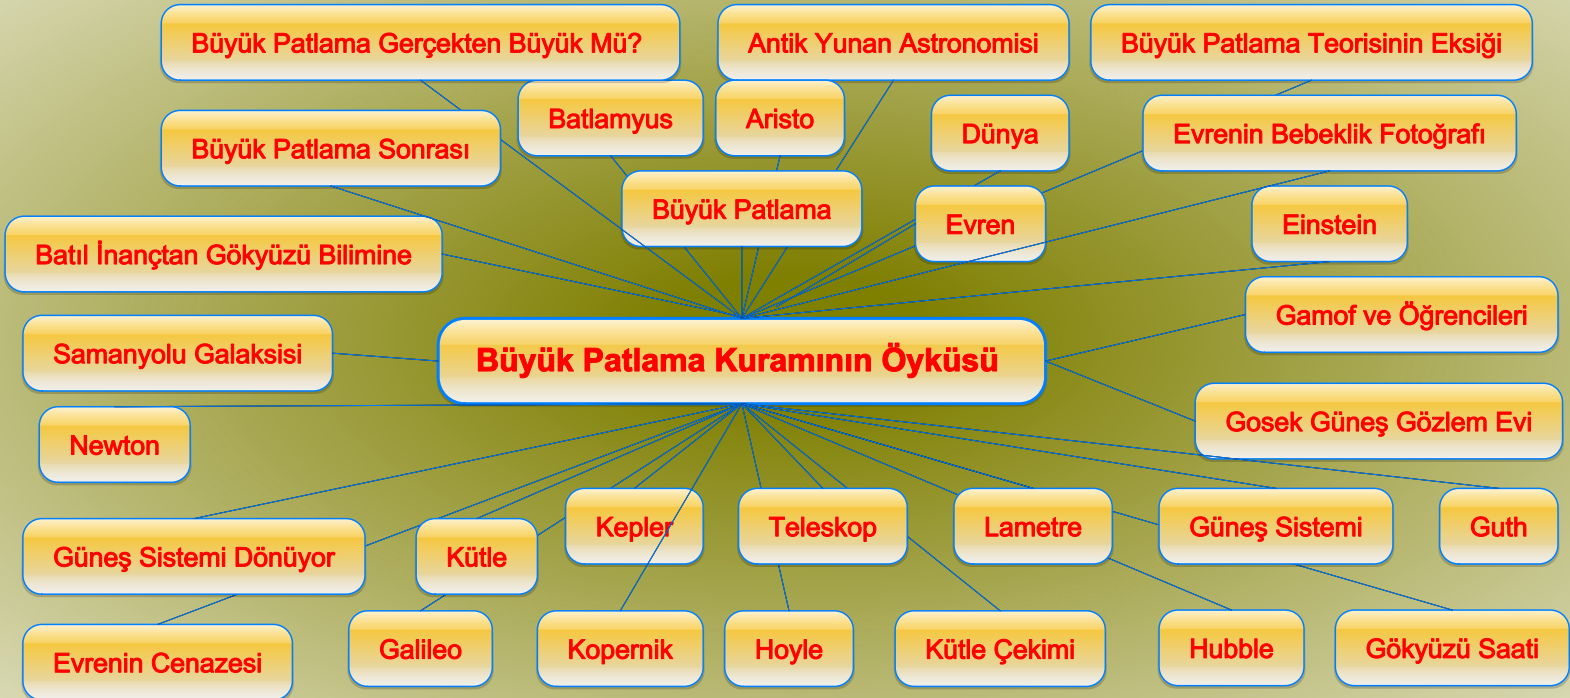 Büyük Patlama Gerçekten Büyük Mü?
Antik Yunan Astronomisi
Büyük Patlama Teorisinin Eksiği
Batlamyus
Aristo
Dünya
Evrenin Bebeklik Fotoğrafı
Büyük Patlama Sonrası
Büyük Patlama
Evren
Einstein
Batıl İnançtan Gökyüzü Bilimine
Gamof ve Öğrencileri
Samanyolu Galaksisi
Büyük Patlama Kuramının Öyküsü
Gosek Güneş Gözlem Evi
Newton
Güneş Sistemi Dönüyor
Kütle
Kepler
Teleskop
Lametre
Güneş Sistemi
Guth
Evrenin Cenazesi
Galileo
Kopernik
Hoyle
Kütle Çekimi
Hubble
Gökyüzü Saati